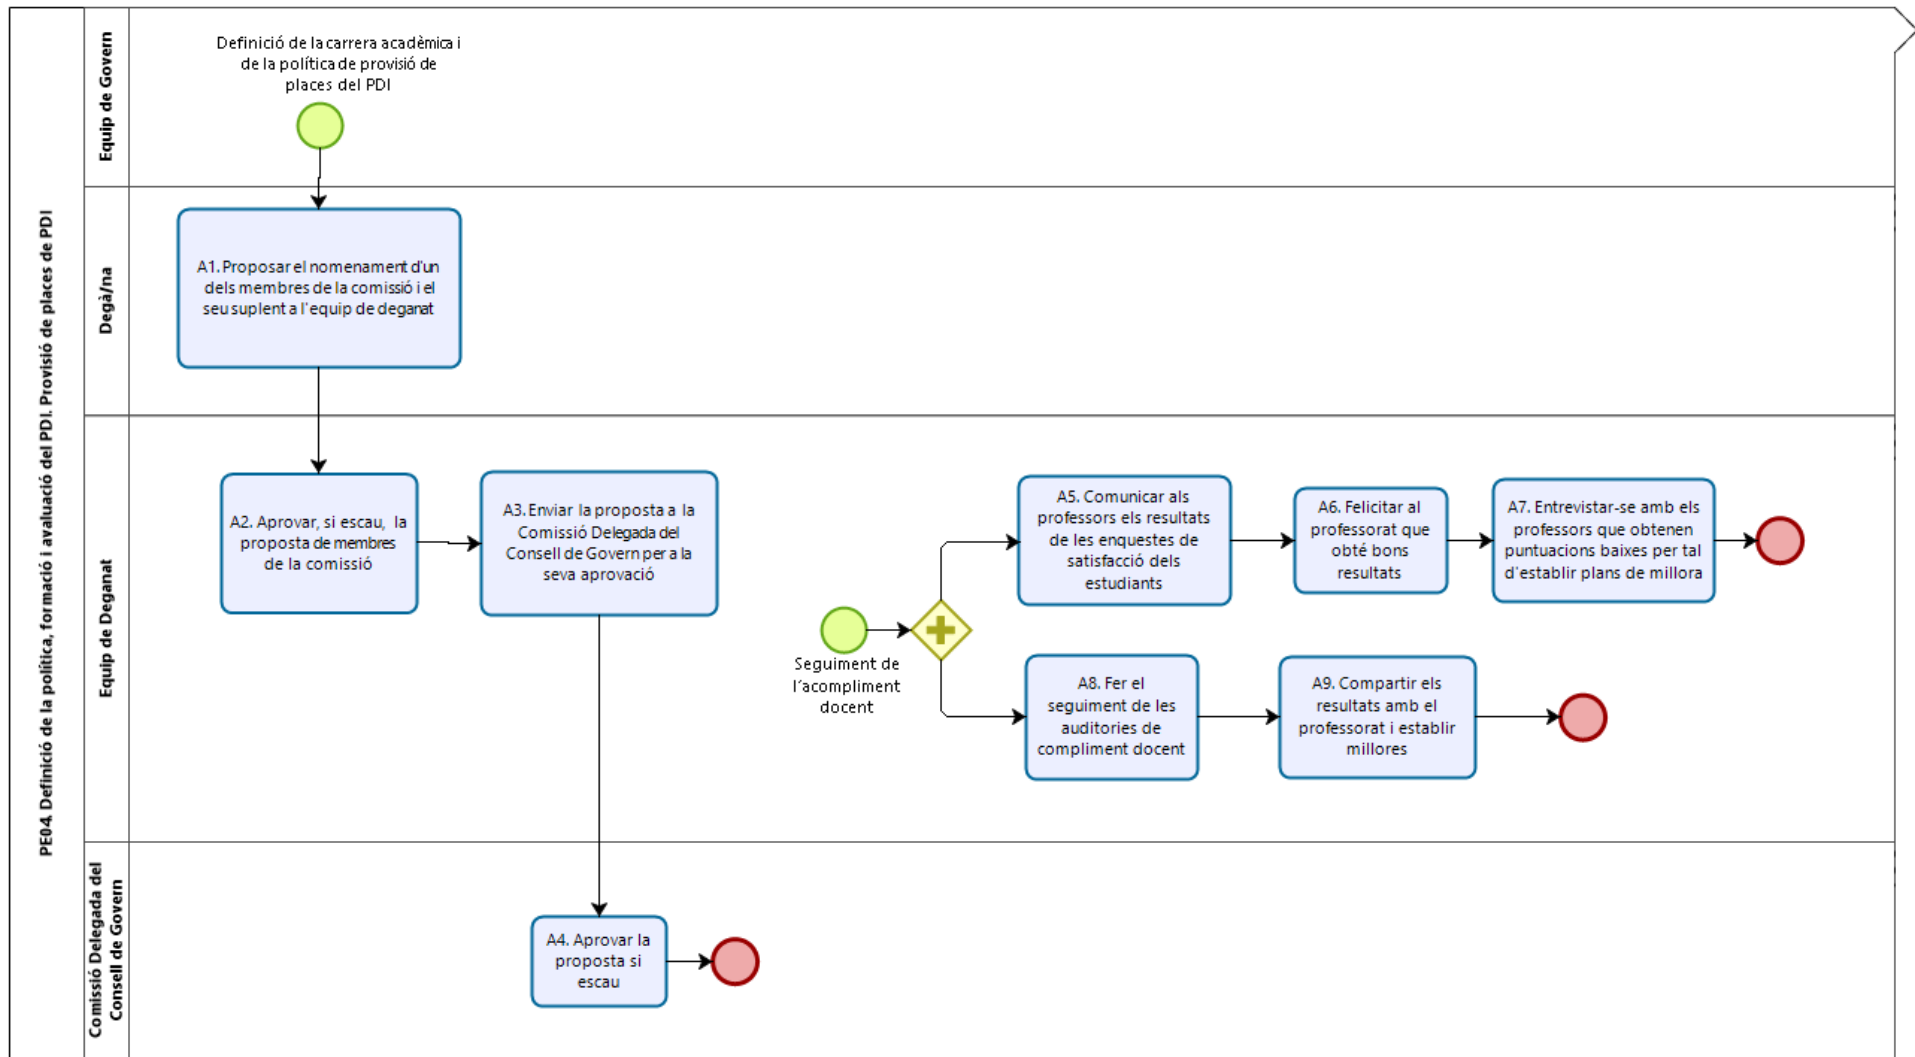 PE04. Definició de la política, formació i avaluació del PDI. Provisió de places de PDI
Equip de Govern
Definició de la carrera acadèmica i
de la política de provisió de
places del PDI
Degà/na
A1. Proposar el nomenament d'un
dels membres de la comissió i el
seu suplent a l'equip de deganat
Equip de Deganat
A2. Aprovar, si escau, la
proposta de membres
de la comissió
A3. Enviar la proposta a la
Comissió Delegada del
Consell de Govern per a la
seva aprovació
Seguiment de
l´acompliment
docent
A5. Comunicar als
professors els resultats
de les enquestes de
satisfacció dels
estudiants
A6. Felicitar al
professorat que
obté bons
resultats
A7. Entrevistar-se amb els
professors que obtenen
puntuacions baixes per tal
d'establir plans de millora
A8. Fer el
seguiment de les
auditories de
compliment docent
A9. Compartir els
resultats amb el
professorat i establir
millores
Comissió Delegada del
Consell de Govern
A4. Aprovar la
proposta si
escau